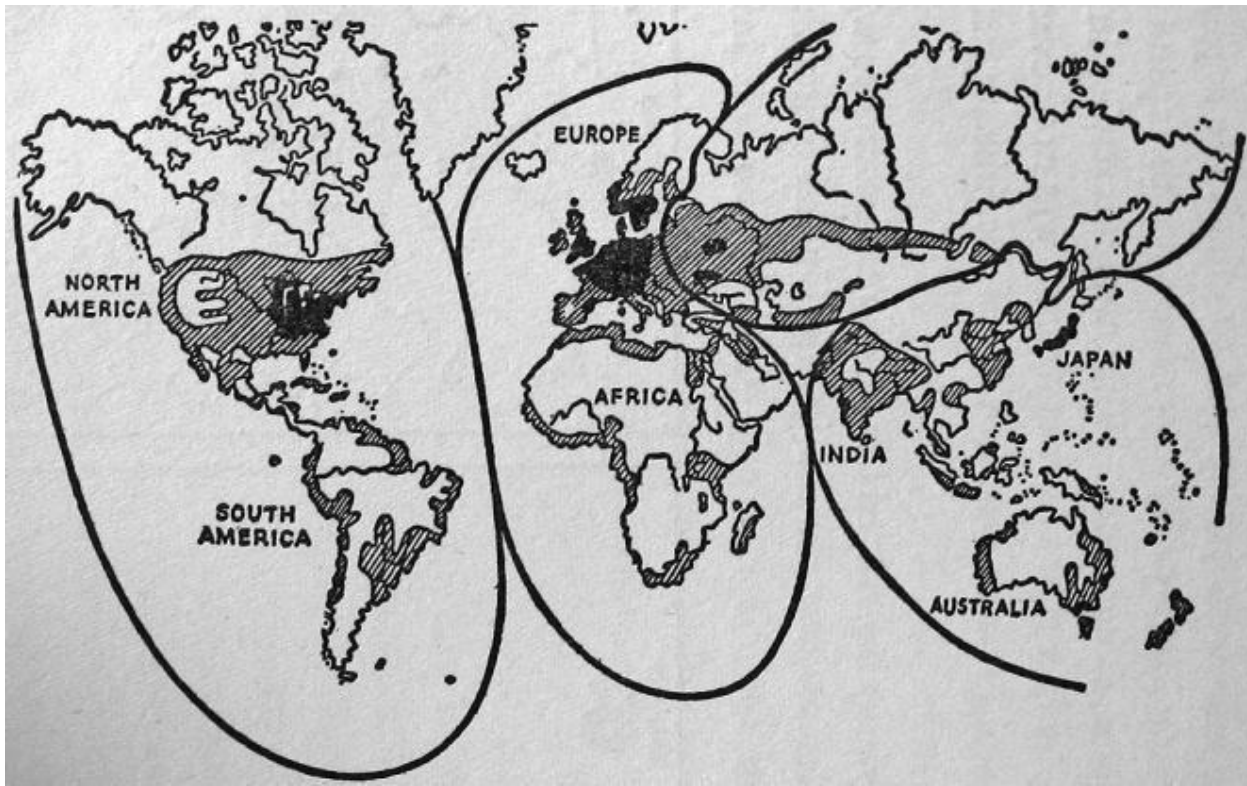 EUROPE
NORTH
AMERICA
JAPAN
AFRICA
INDIA
SOUTH
AMERICA
AUSTRALIA